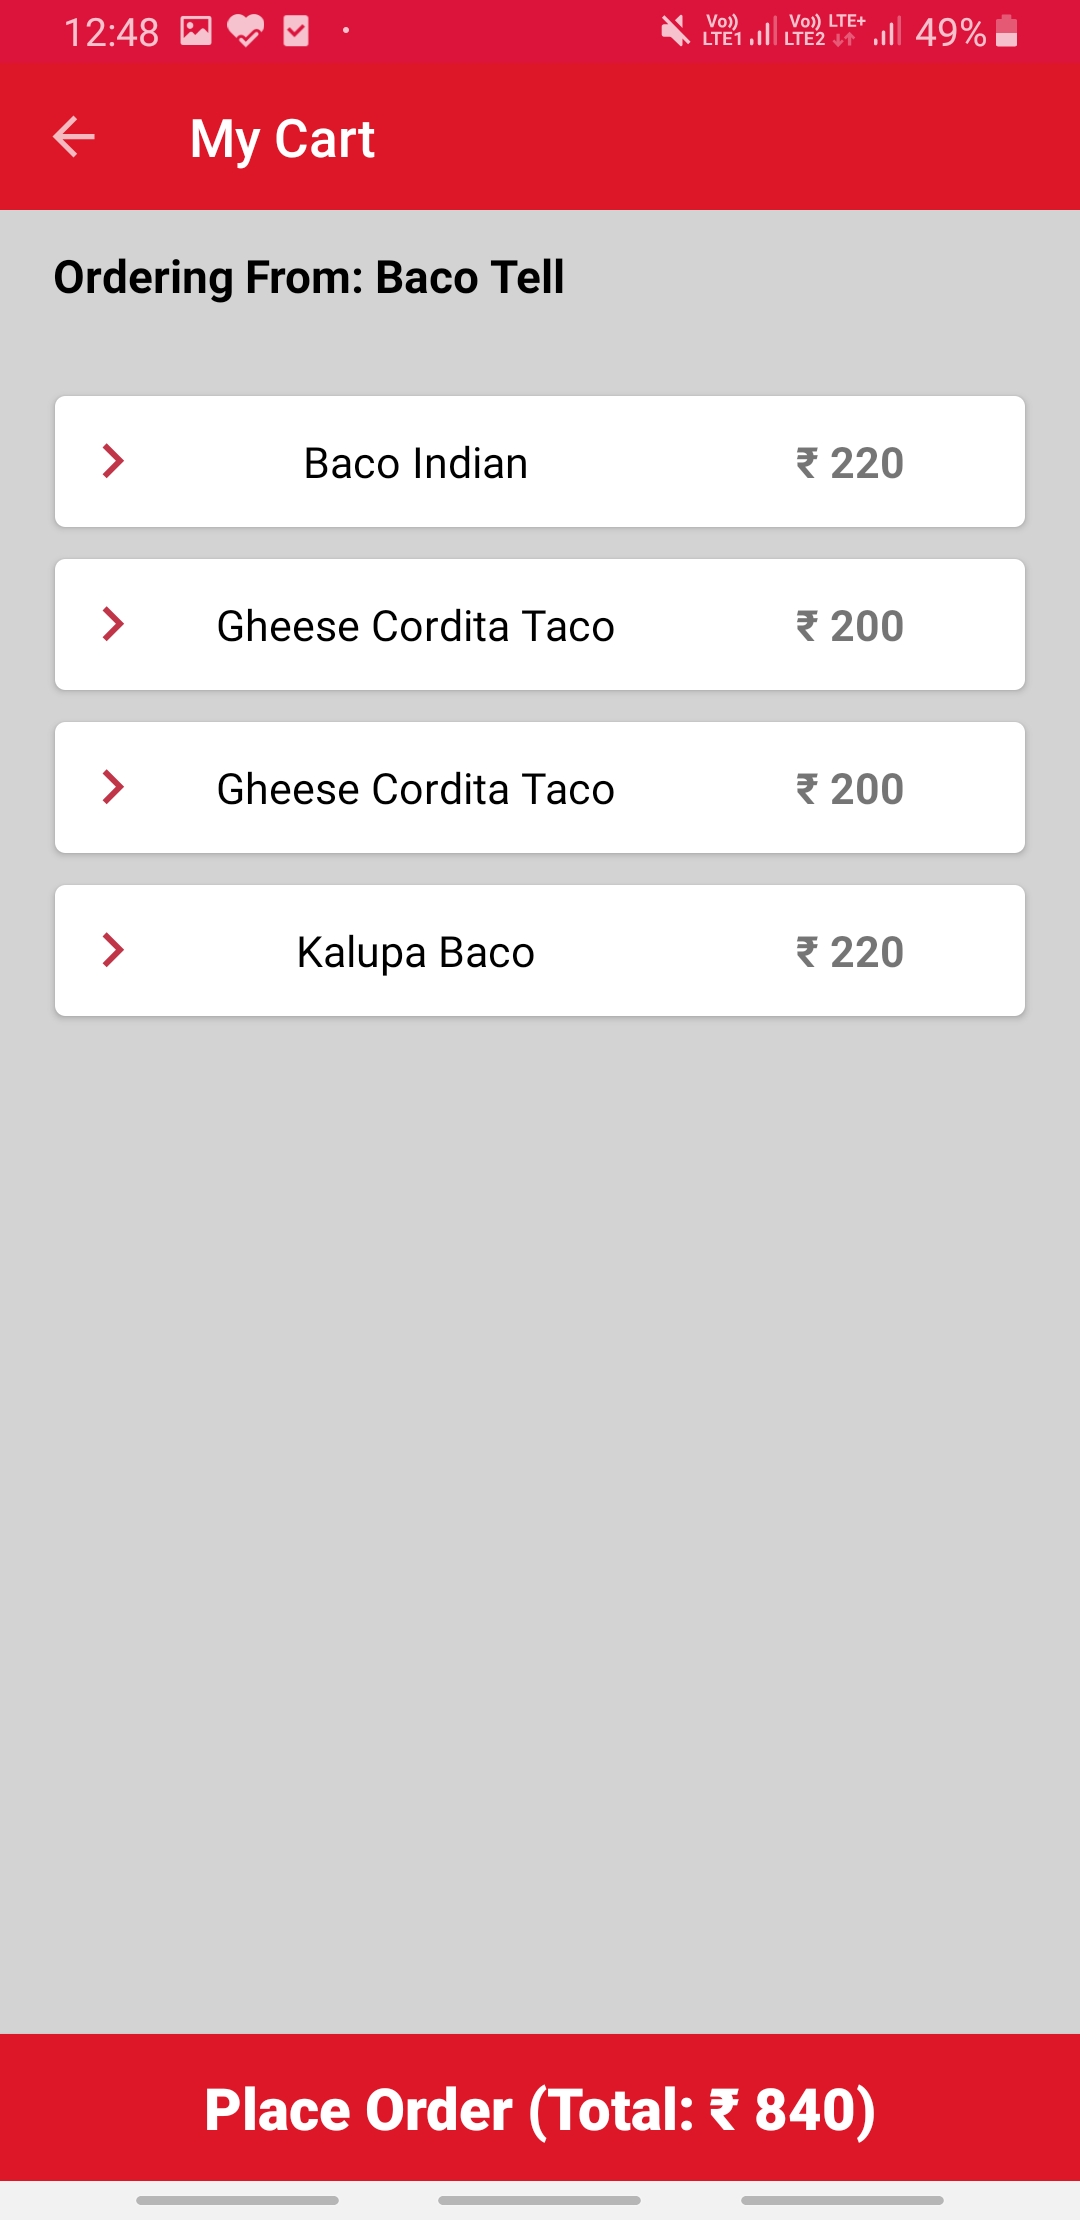 12:48
Vo)) LTE1 Vo)) LTE2 LTE+ 49%
My Cart
Ordering From: Baco Tell
Baco Indian ₹ 220
Gheese Cordita Taco ₹ 200
Gheese Cordita Taco ₹ 200
Kalupa Baco ₹ 220
Place Order (Total: ₹ 840)